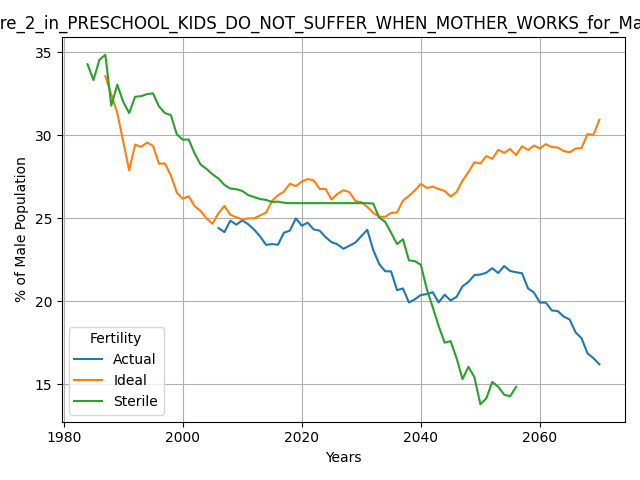 re_2_in_PRESCHOOL_KIDS_DO_NOT_SUFFER_WHEN_MOTHER_WORKS_for_Ma
35
30
25
20
15
% of Male Population
Fertility
Actual
Ideal
Sterile
1980 2000 2020 2040 2060
Years